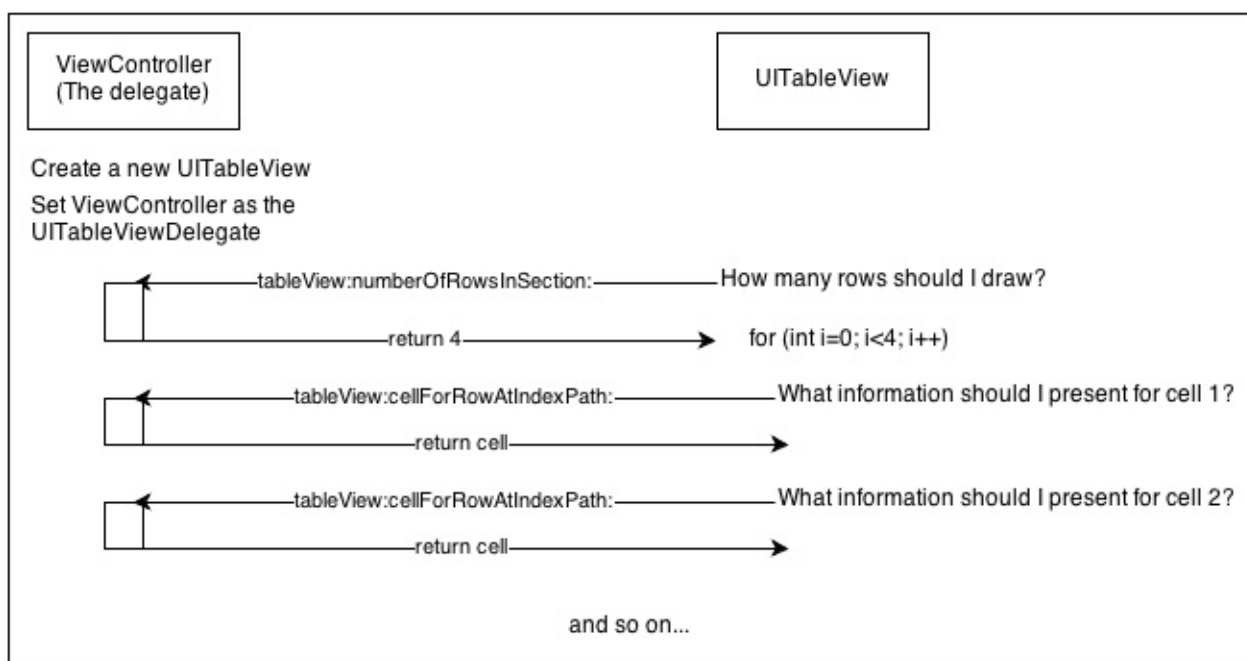 ViewController
(The delegate)
UITableView
Create a new UITableView
Set ViewController as the
UITableViewDelegate
tableView:numberOfRowsInSection:
How many rows should I draw?
return 4
for (int i=0; i<4; i++)
tableView:cellForRowAtIndexPath:
What information should I present for cell 1?
return cell
tableView:cellForRowAtIndexPath:
What information should I present for cell 2?
return cell
and so on...